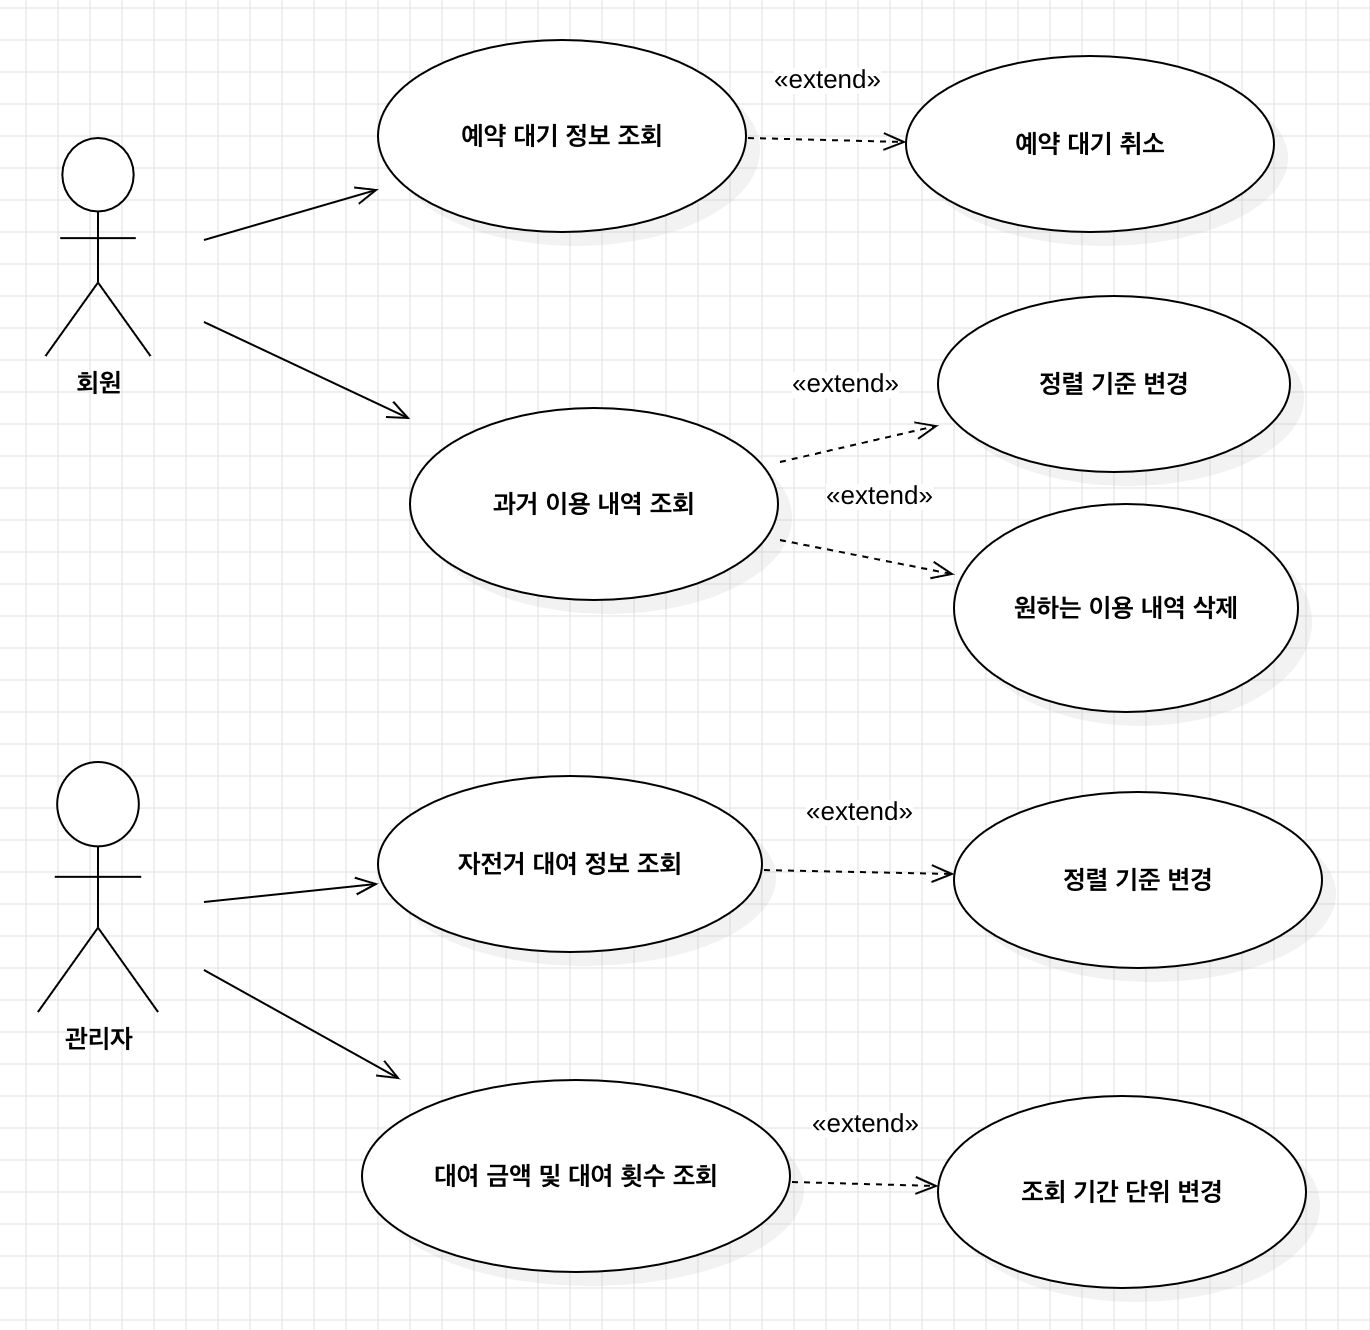 «extend»
예약 대기 정보 조회
예약 대기 취소
회원
«extend»
정렬 기준 변경
과거 이용 내역 조회
«extend»
원하는 이용 내역 삭제
«extend»
자전거 대여 정보 조회
정렬 기준 변경
관리자
«extend»
대여 금액 및 대여 횟수 조회
조회 기간 단위 변경